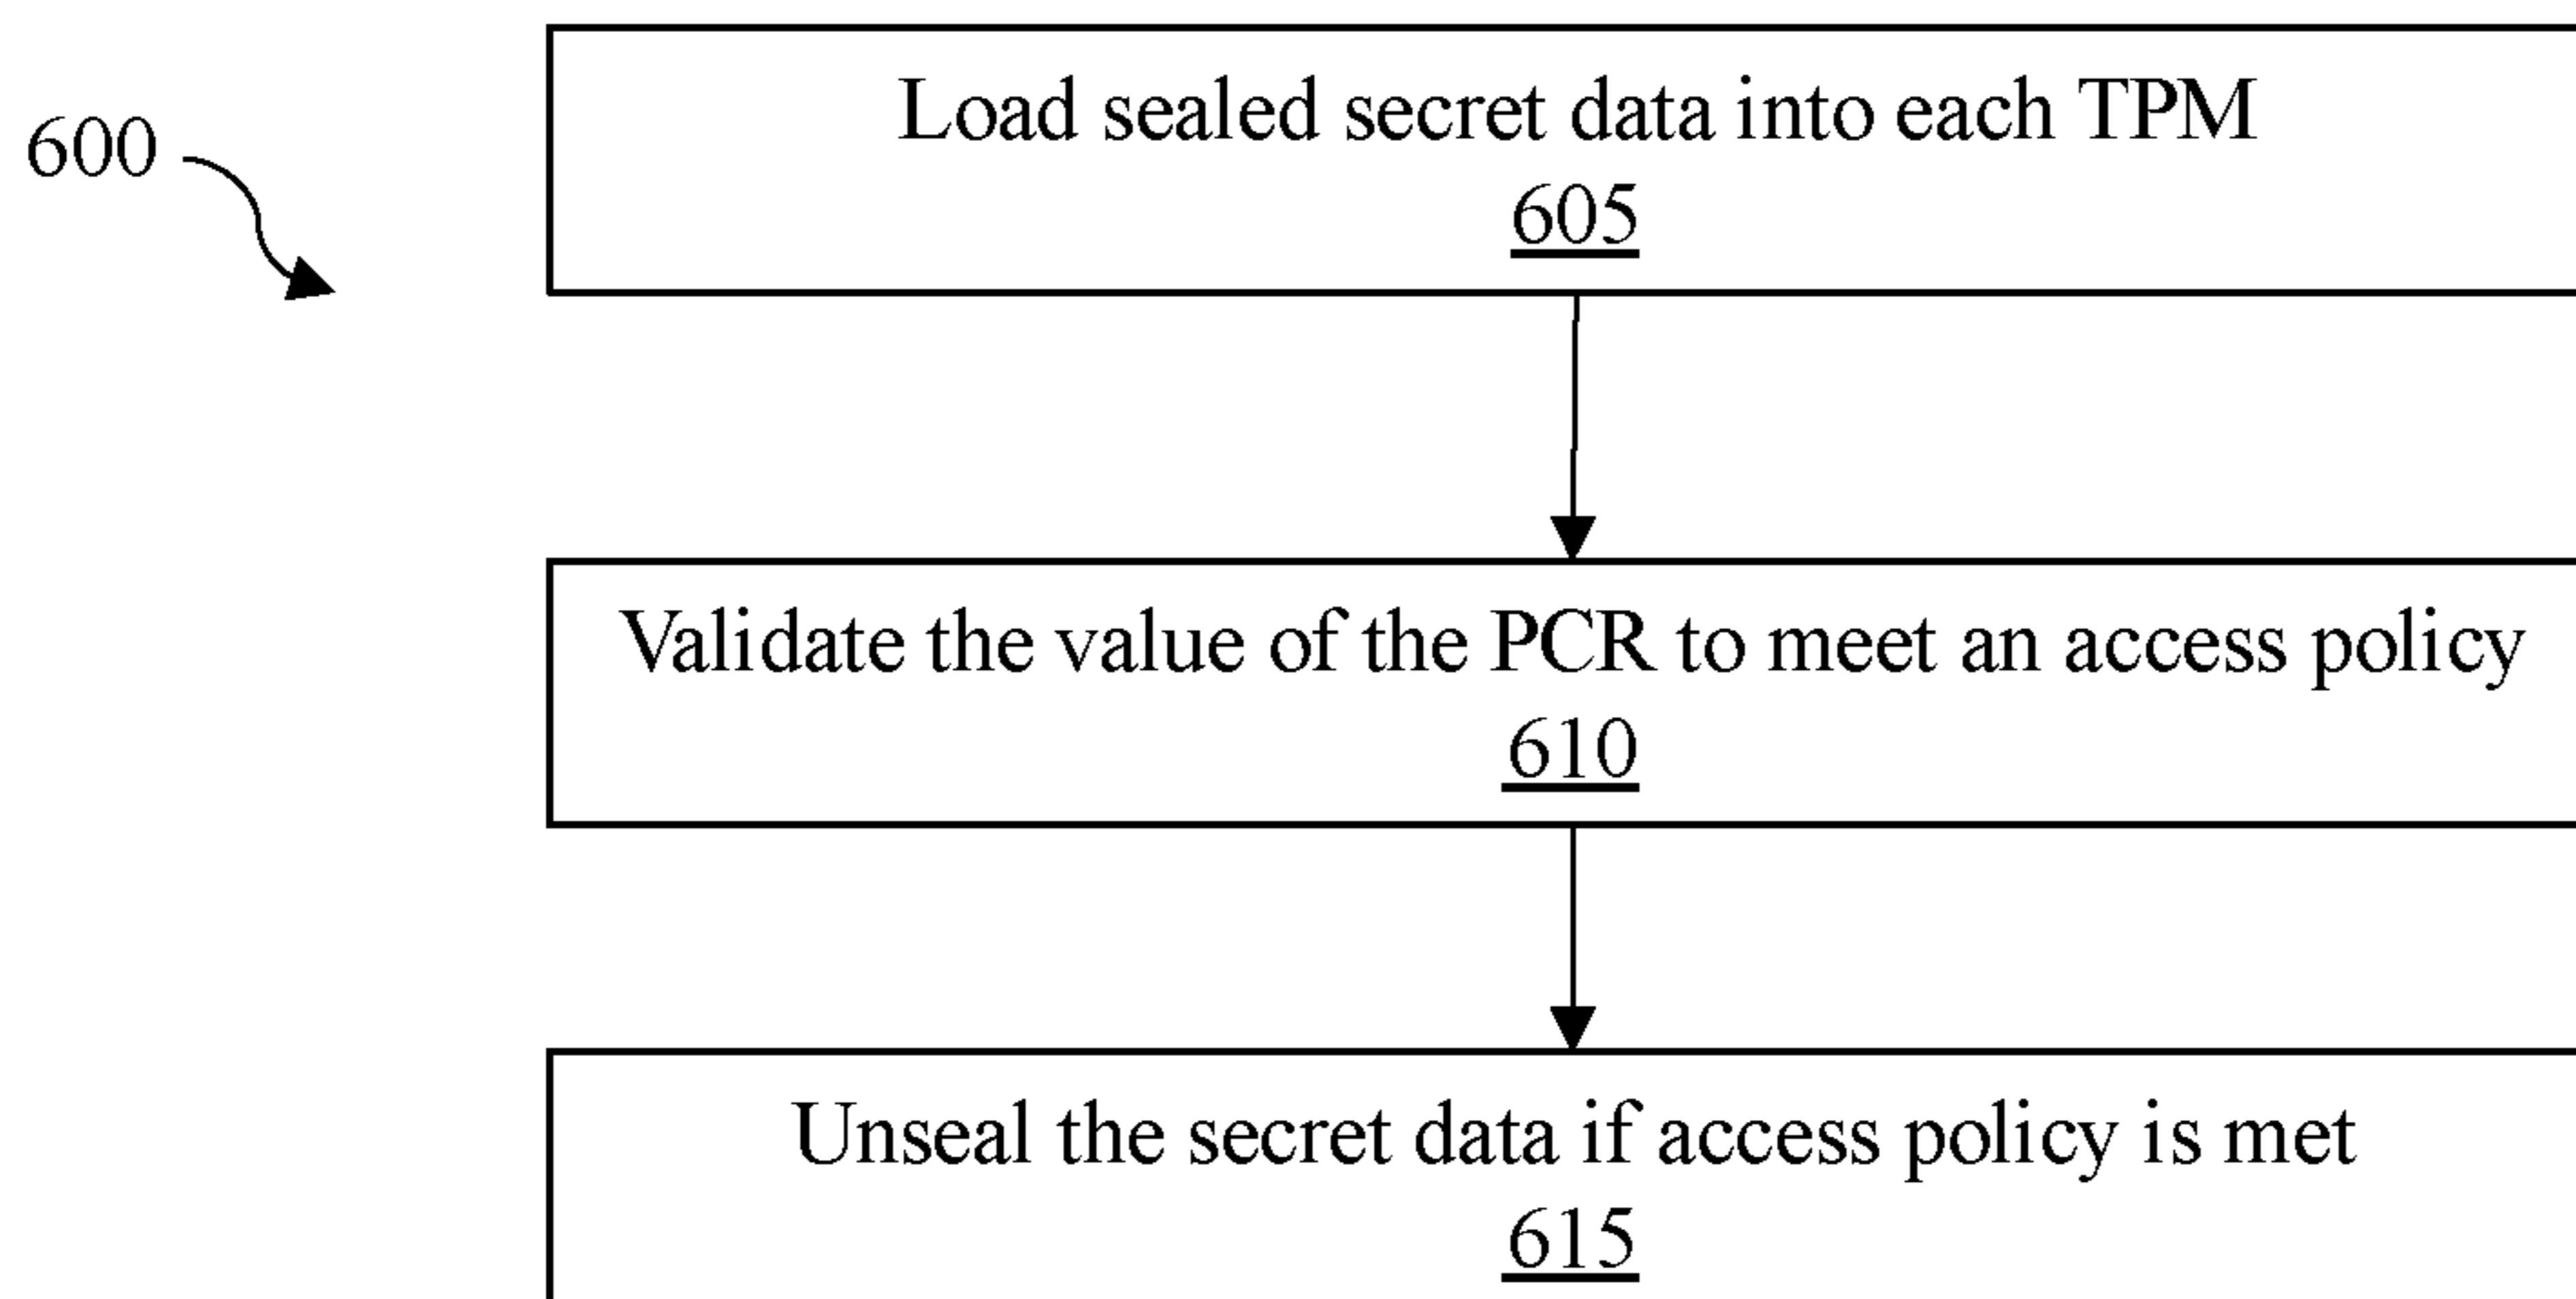 600
Load sealed secret data into each TPM
605
Validate the value of the PCR to meet an access policy
610
Unseal the secret data if access policy is met
615